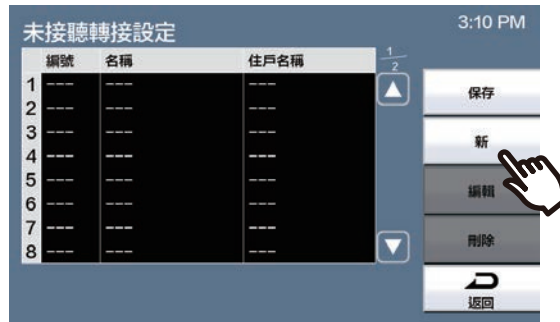 未接聽轉接設定
3:10 PM
編號 名稱 住戶名稱 1/2
1 --- --- ---
2 --- --- ---
3 --- --- ---
4 --- --- ---
5 --- --- ---
6 --- --- ---
7 --- --- ---
8 --- --- ---
保存
新
編輯
刪除
返回